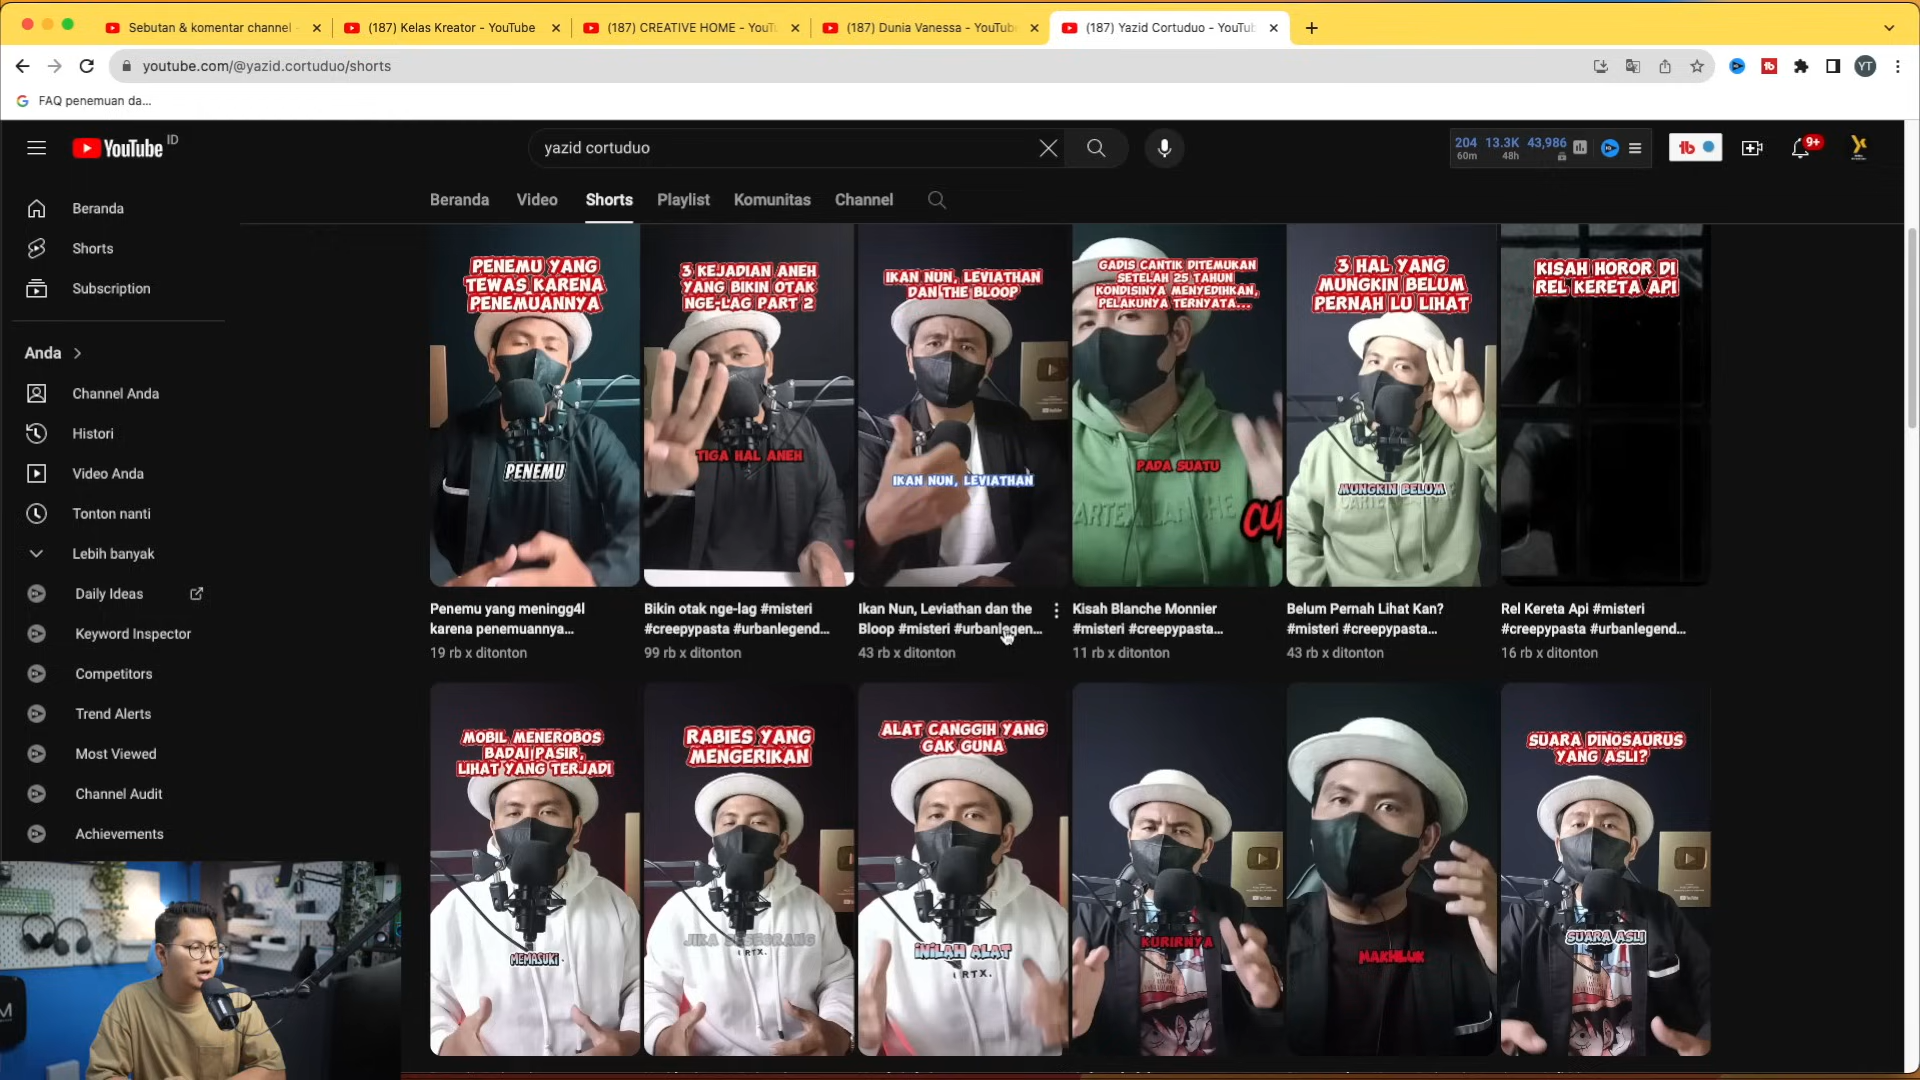 Sebutan & komentar channel -
(187) Kelas Kreator - YouTube
(187) CREATIVE HOME - YouT
(187) Dunia Vanessa - YouTube
(187) Yazid Cortuduo - YouTub
youtube.com/@yazid.cortuduo/shorts
YT
FAQ penemuan da...
YouTube ID
yazid cortuduo
204 13.3K 43,986
60m 48h
9+
Beranda Video Shorts Playlist Komunitas Channel
Beranda
Shorts
Subscription
Anda
Channel Anda
Histori
Video Anda
Tonton nanti
Lebih banyak
Daily Ideas
Keyword Inspector
Competitors
Trend Alerts
Most Viewed
Channel Audit
Achievements
PENEMU YANG
TEWAS KARENA
PENEMUANNYA
PENEMU
Penemu yang meningg4l
karena penemuannya...
19 rb x ditonton
3 KEJADIAN ANEH
YANG BIKIN OTAK
NGE-LAG PART 2
TIGA HAL ANEH
Bikin otak nge-lag #misteri
#creepypasta #urbanlegend...
99 rb x ditonton
IKAN NUN, LEVIATHAN
DAN THE BLOOP
IKAN NUN, LEVIATHAN
Ikan Nun, Leviathan dan the
Bloop #misteri #urbanlegen...
43 rb x ditonton
GADIS CANTIK DITEMUKAN
SETELAH 25 TAHUN
KONDISINYA MENYEDIHKAN,
PELAKUNYA TERNYATA...
PADA SUATU
Kisah Blanche Monnier
#misteri #creepypasta...
11 rb x ditonton
3 HAL YANG
MUNGKIN BELUM
PERNAH LU LIHAT
MUNGKIN BELUM
Belum Pernah Lihat Kan?
#misteri #creepypasta...
43 rb x ditonton
KISAH HOROR DI
REL KERETA API
Rel Kereta Api #misteri
#creepypasta #urbanlegend...
16 rb x ditonton
MOBIL MENEROBOS
BADAI PASIR,
LIHAT YANG TERJADI
MEMASUKI
RABIES YANG
MENGERIKAN
JIKA SESEORANG
ALAT CANGGIH YANG
GAK GUNA
INILAH ALAT
KURIRNYA
MAKHLUK
SUARA DINOSAURUS
YANG ASLI?
SUARA ASLI